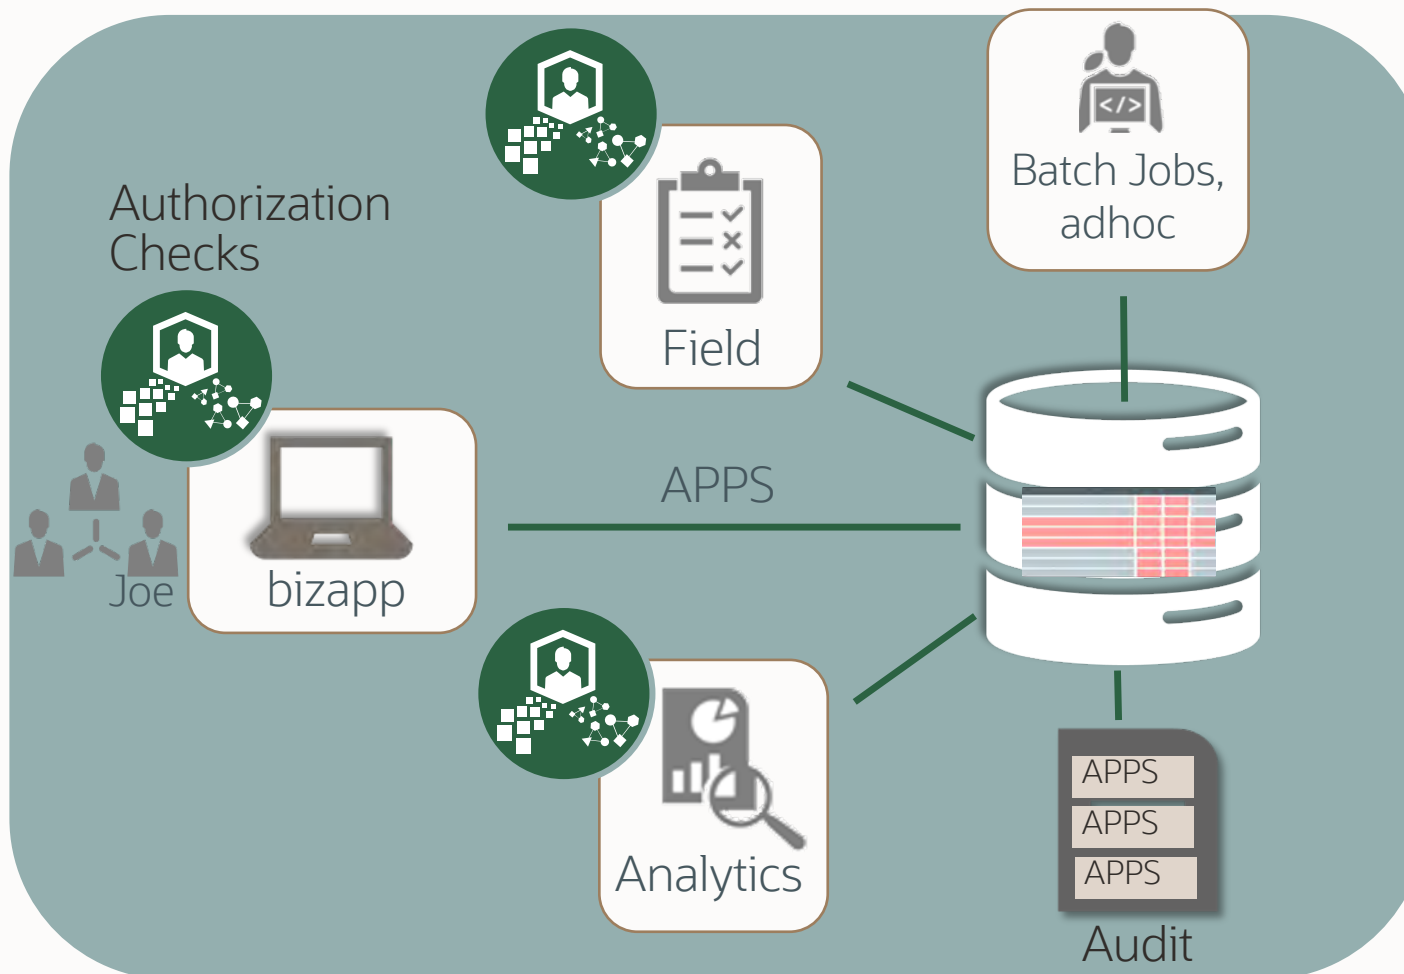 Batch Jobs,
adhoc
Authorization
Checks
Field
APPS
Joe
bizapp
Analytics
APPS
APPS
APPS
Audit